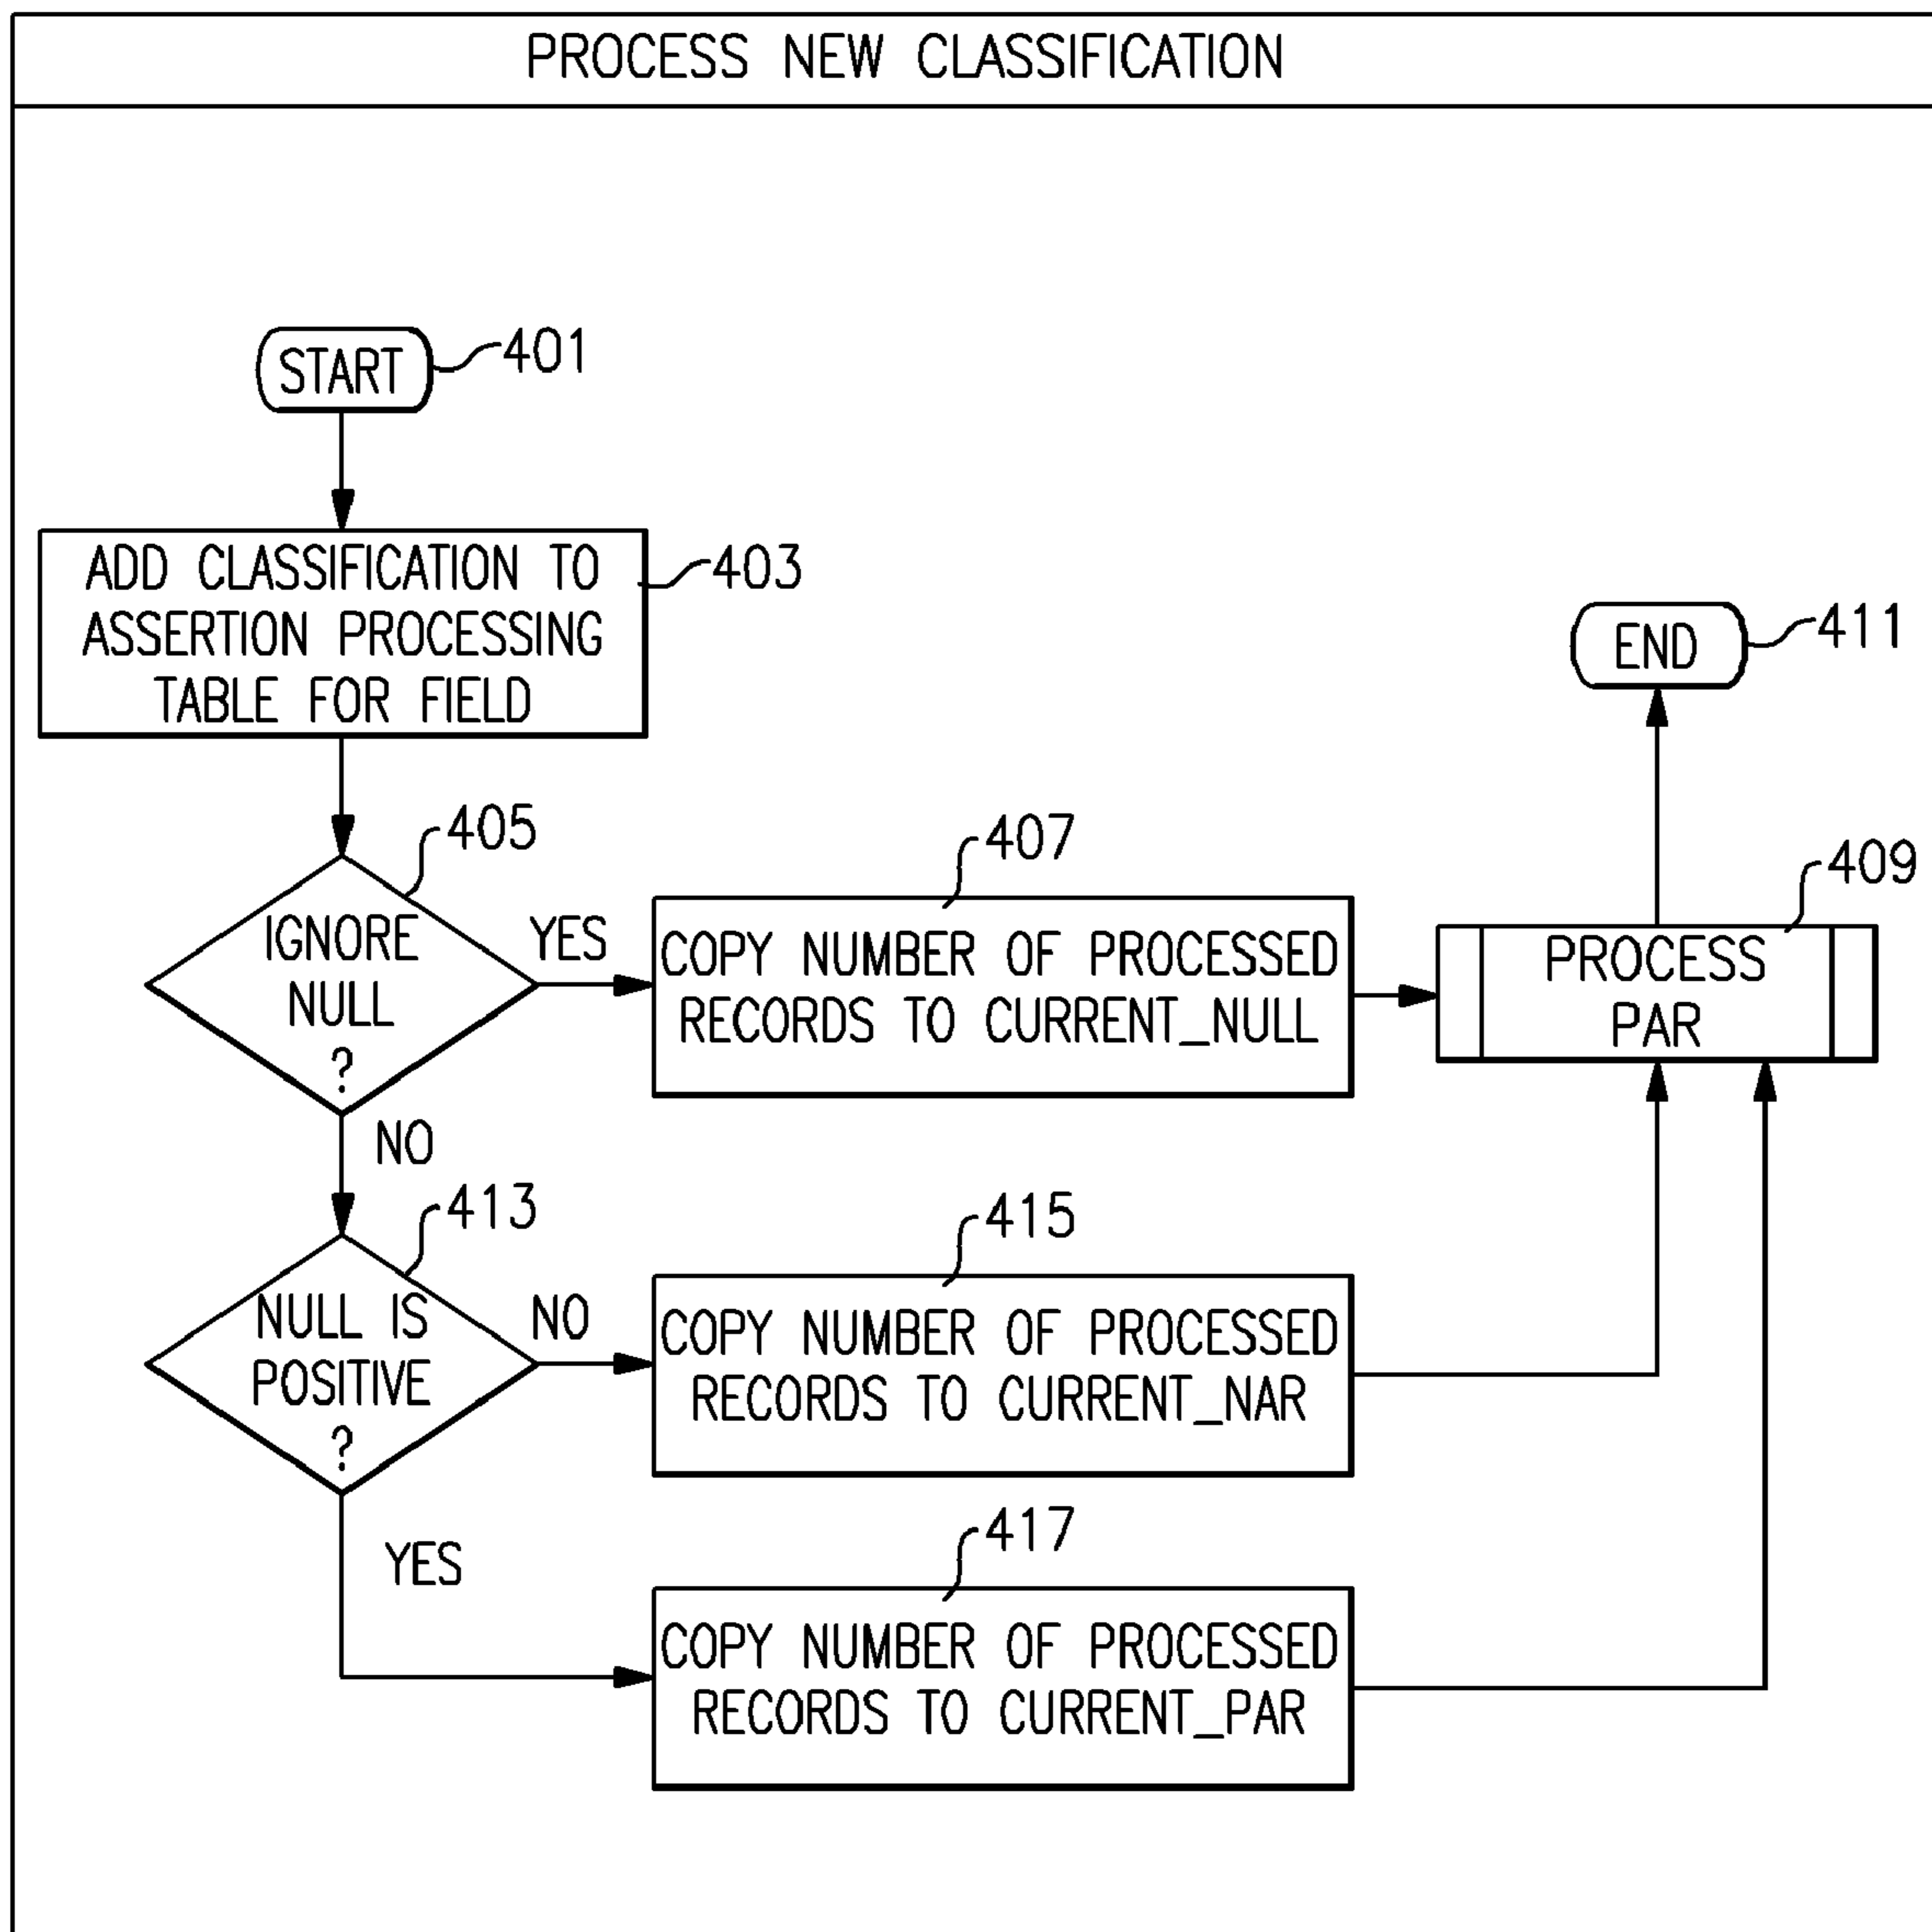 PROCESS NEW CLASSIFICATION
START
401
ADD CLASSIFICATION TO
ASSERTION PROCESSING
TABLE FOR FIELD
403
END
411
405
IGNORE
NULL
?
YES
NO
407
COPY NUMBER OF PROCESSED
RECORDS TO CURRENT_NULL
409
PROCESS
PAR
413
NULL IS
POSITIVE
?
NO
YES
415
COPY NUMBER OF PROCESSED
RECORDS TO CURRENT_NAR
417
COPY NUMBER OF PROCESSED
RECORDS TO CURRENT_PAR